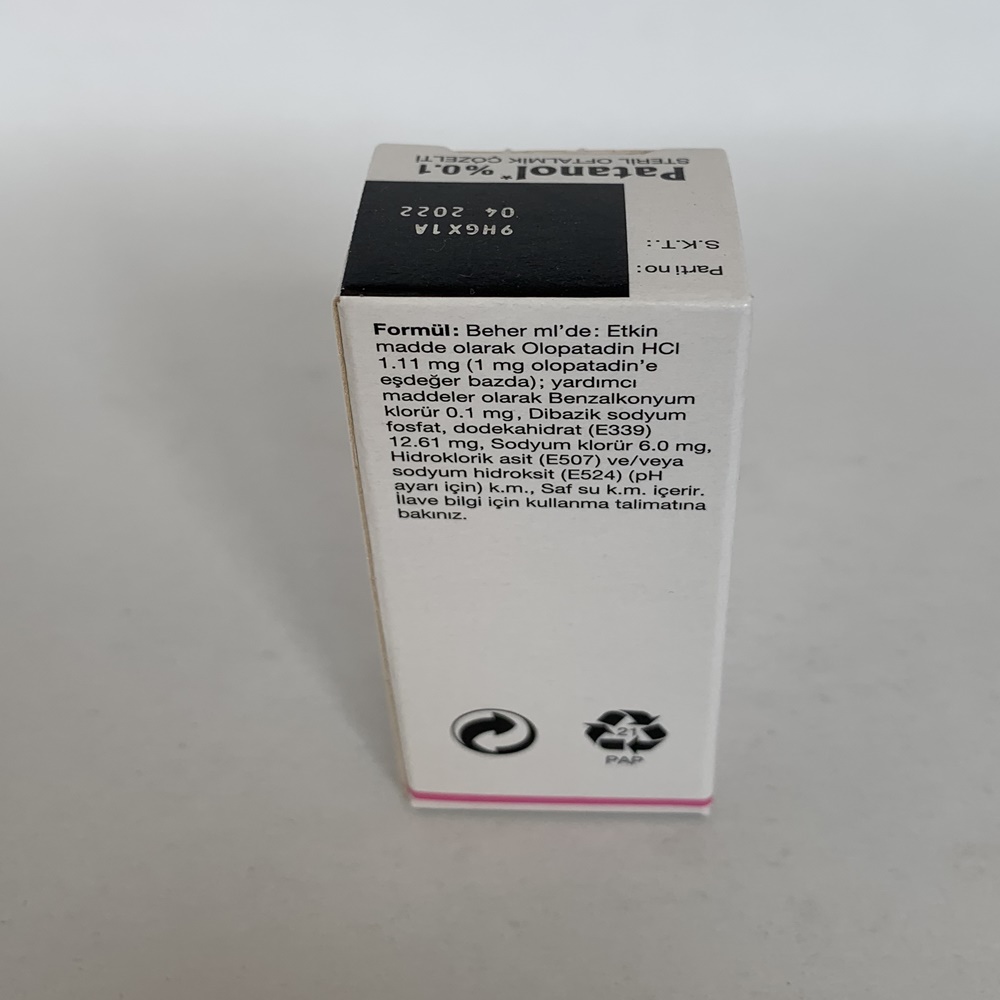 Patanol* %0.1
STERİL OFTALMİK ÇÖZELTİ
Parti no: 9HGX1A
S.K.T.: 04 2022
Formül: Beher ml'de: Etkin
madde olarak Olopatadin HCl
1.11 mg (1 mg olopatadin'e
eşdeğer bazda); yardımcı
maddeler olarak Benzalkonyum
klorür 0.1 mg, Dibazik sodyum
fosfat, dodekahidrat (E339)
12.61 mg, Sodyum klorür 6.0 mg,
Hidroklorik asit (E507) ve/veya
sodyum hidroksit (E524) (pH
ayarı için) k.m., Saf su k.m. içerir.
İlave bilgi için kullanma talimatına
bakınız.
21
PAP